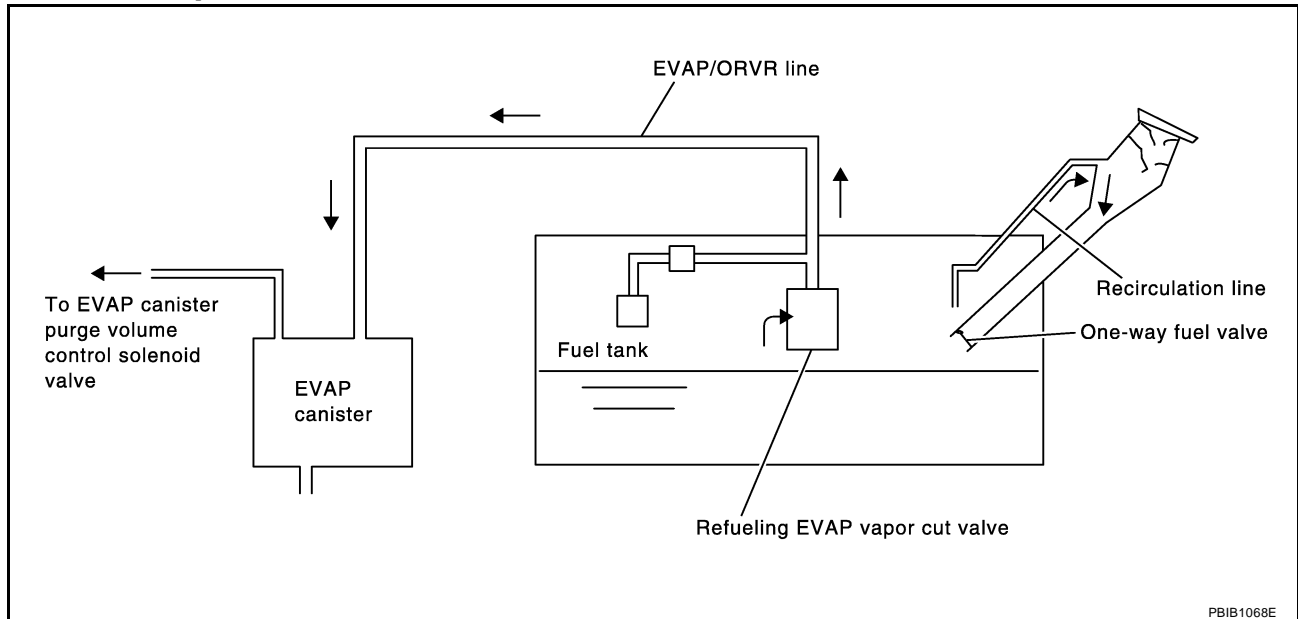 EVAP/ORVR line
To EVAP canister
purge volume
control solenoid
valve
EVAP
canister
Fuel tank
Recirculation line
One-way fuel valve
Refueling EVAP vapor cut valve
PBIB1068E